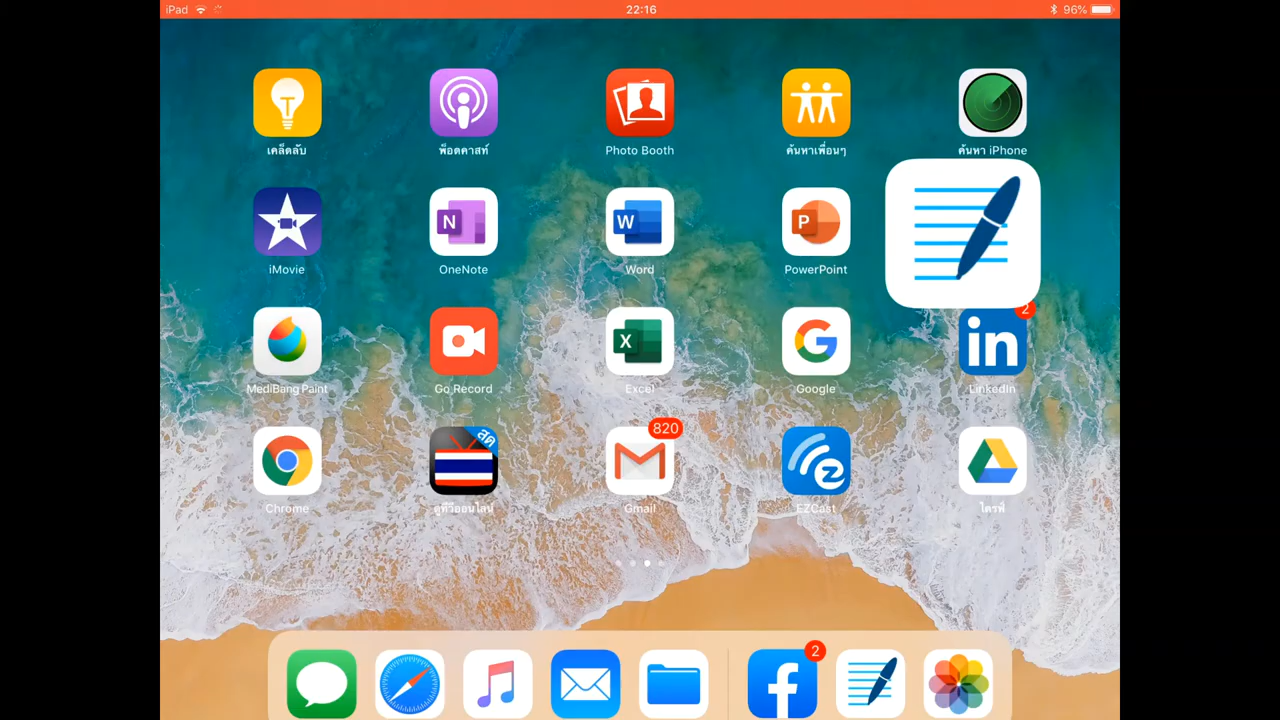 iPad
22:16
96%
เคล็ดลับ
พ็อดคาสท์
Photo Booth
ค้นหาเพื่อนๆ
ค้นหา iPhone
N
W
P
iMovie
OneNote
Word
PowerPoint
X
G
2
in
MediBang Paint
Go Record
Excel
Google
LinkedIn
สด
820
EZ
Chrome
ดูทีวีออนไลน์
Gmail
EZCast
ไดรฟ์
2
f